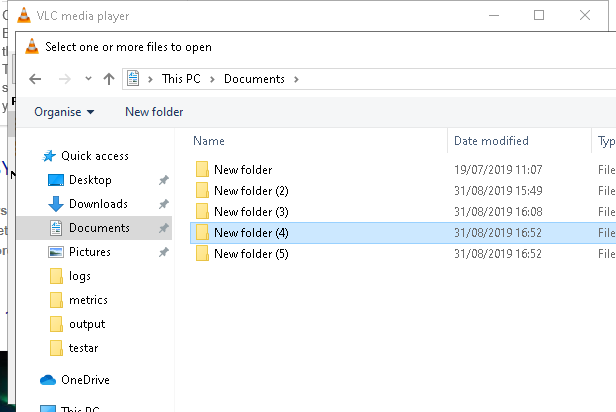 VLC media player
Select one or more files to open
This PC > Documents >
Organise New folder
Name Date modified Typ
Quick access
Desktop
Downloads
Documents
Pictures
logs
metrics
output
testar
OneDrive
This PC
New folder 19/07/2019 11:07 File
New folder (2) 31/08/2019 15:49 File
New folder (3) 31/08/2019 16:08 File
New folder (4) 31/08/2019 16:52 File
New folder (5) 31/08/2019 16:52 File